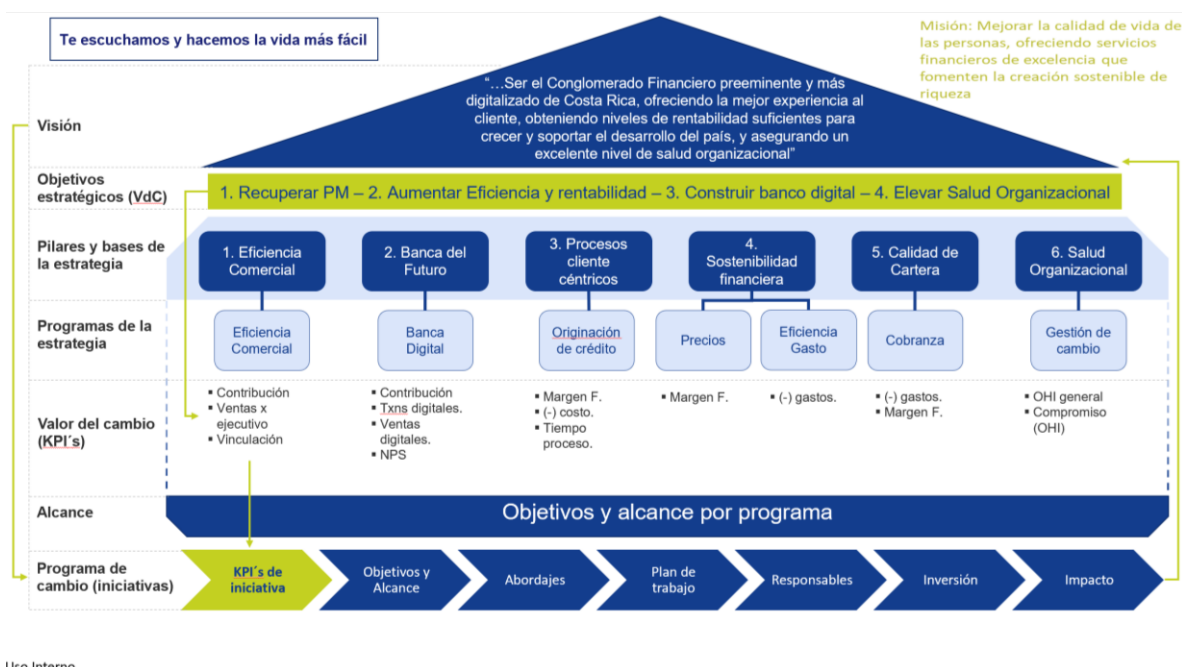 Te escuchamos y hacemos la vida más fácil
Misión: Mejorar la calidad de vida de
las personas, ofreciendo servicios
financieros de excelencia que
fomenten la creación sostenible de
riqueza
Visión
“…Ser el Conglomerado Financiero preeminente y más
digitalizado de Costa Rica, ofreciendo la mejor experiencia al
cliente, obteniendo niveles de rentabilidad suficientes para
crecer y soportar el desarrollo del país, y asegurando un
excelente nivel de salud organizacional”
Objetivos
estratégicos (VdC)
1. Recuperar PM – 2. Aumentar Eficiencia y rentabilidad – 3. Construir banco digital – 4. Elevar Salud Organizacional
Pilares y bases de
la estrategia
1. Eficiencia
Comercial
2. Banca del
Futuro
3. Procesos
cliente
céntricos
4.
Sostenibilidad
financiera
5. Calidad de
Cartera
6. Salud
Organizacional
Programas de la
estrategia
Eficiencia
Comercial
Banca
Digital
Originación
de crédito
Precios
Eficiencia
Gasto
Cobranza
Gestión de
cambio
Valor del cambio
(KPI´s)
▪ Contribución
▪ Ventas x
ejecutivo
▪ Vinculación
▪ Contribución
▪ Txns digitales.
▪ Ventas
digitales.
▪ NPS
▪ Margen F.
▪ (-) costo.
▪ Tiempo
proceso.
▪ Margen F.
▪ (-) gastos.
▪ (-) gastos.
▪ Margen F.
▪ OHI general
▪ Compromiso
(OHI)
Alcance
Objetivos y alcance por programa
Programa de
cambio (iniciativas)
KPI´s de
iniciativa
Objetivos y
Alcance
Abordajes
Plan de
trabajo
Responsables
Inversión
Impacto
Uso Interno